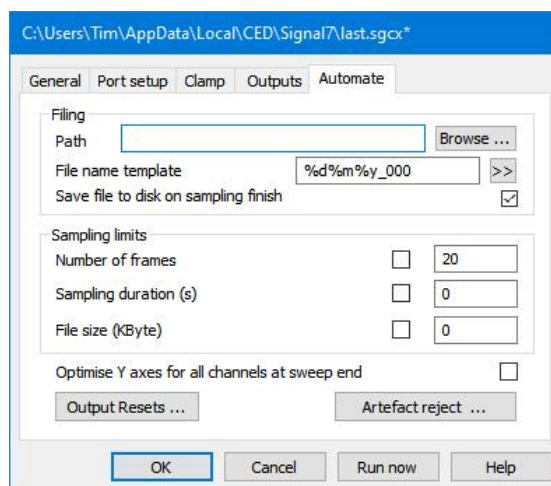 C:\Users\Tim\AppData\Local\CED\Signal7\last.sgcx*
General Port setup Clamp Outputs Automate
Filing
Path Browse ...
File name template %d%m%y_000 >>
Save file to disk on sampling finish
Sampling limits
Number of frames 20
Sampling duration (s) 0
File size (KByte) 0
Optimise Y axes for all channels at sweep end
Output Resets ... Artefact reject ...
OK Cancel Run now Help